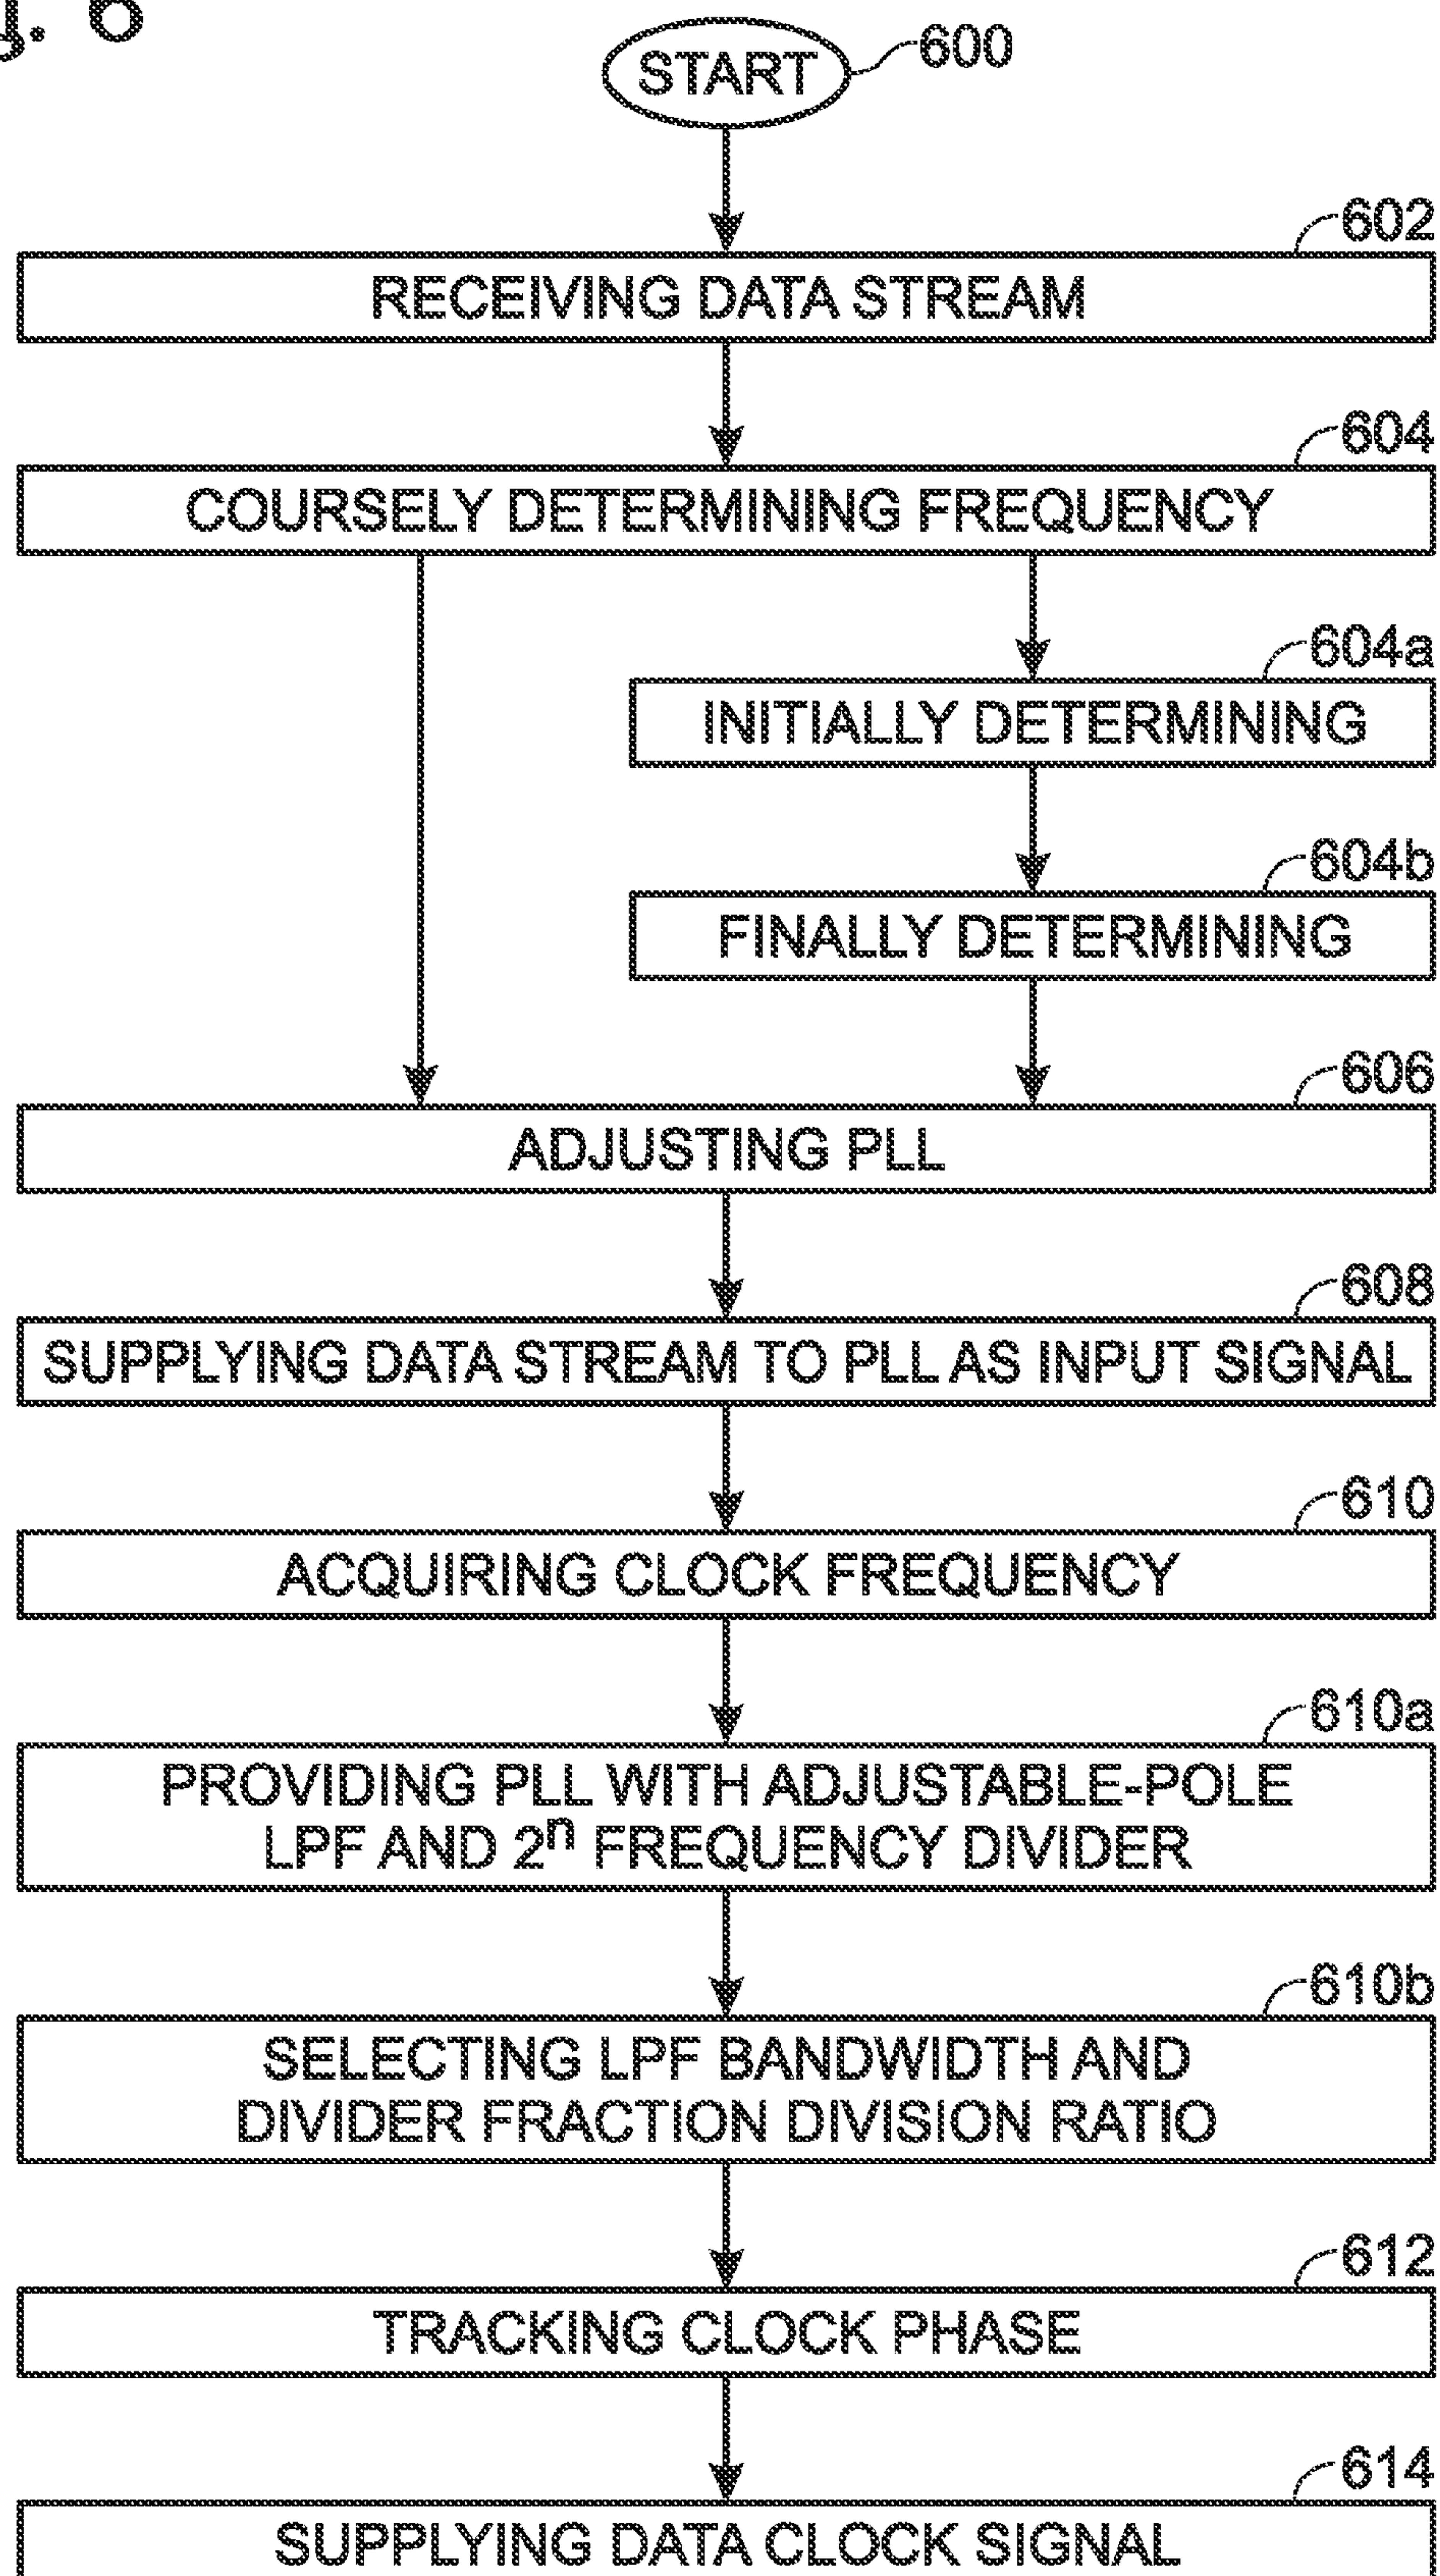 . 6
START
600
602
RECEIVING DATA STREAM
604
COURSELY DETERMINING FREQUENCY
604a
INITIALLY DETERMINING
604b
FINALLY DETERMINING
606
ADJUSTING PLL
608
SUPPLYING DATA STREAM TO PLL AS INPUT SIGNAL
610
ACQUIRING CLOCK FREQUENCY
610a
PROVIDING PLL WITH ADJUSTABLE-POLE
LPF AND 2ⁿ FREQUENCY DIVIDER
610b
SELECTING LPF BANDWIDTH AND
DIVIDER FRACTION DIVISION RATIO
612
TRACKING CLOCK PHASE
614
SUPPLYING DATA CLOCK SIGNAL